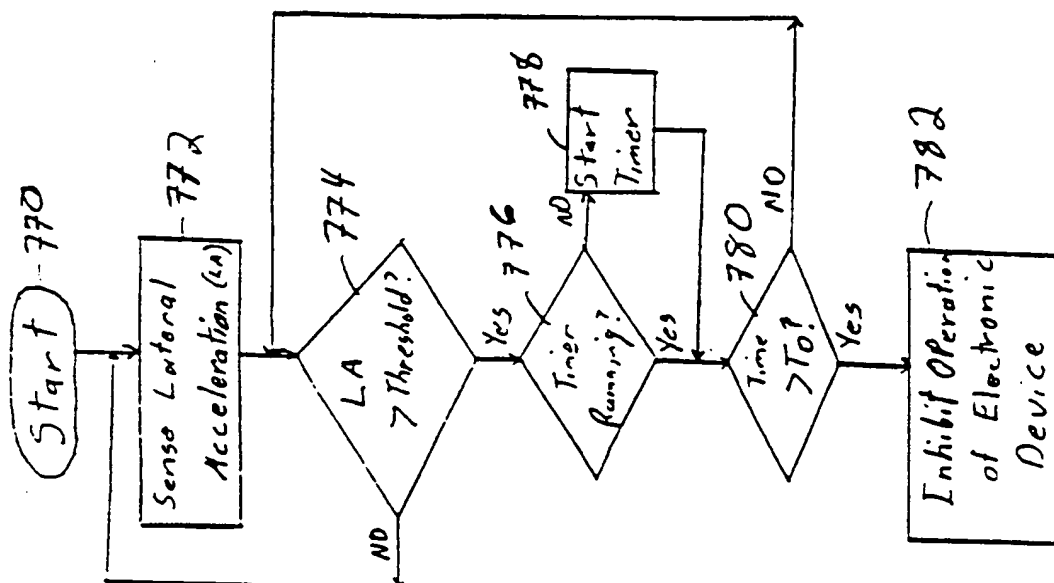 Start
770
Sense Lateral
Acceleration (LA)
772
LA
> Threshold?
774
NO
Yes
Timer
Running?
776
NO
Start
Timer
778
Yes
Time
> To?
780
NO
Yes
Inhibit OPeration
of Electronic
Device
782